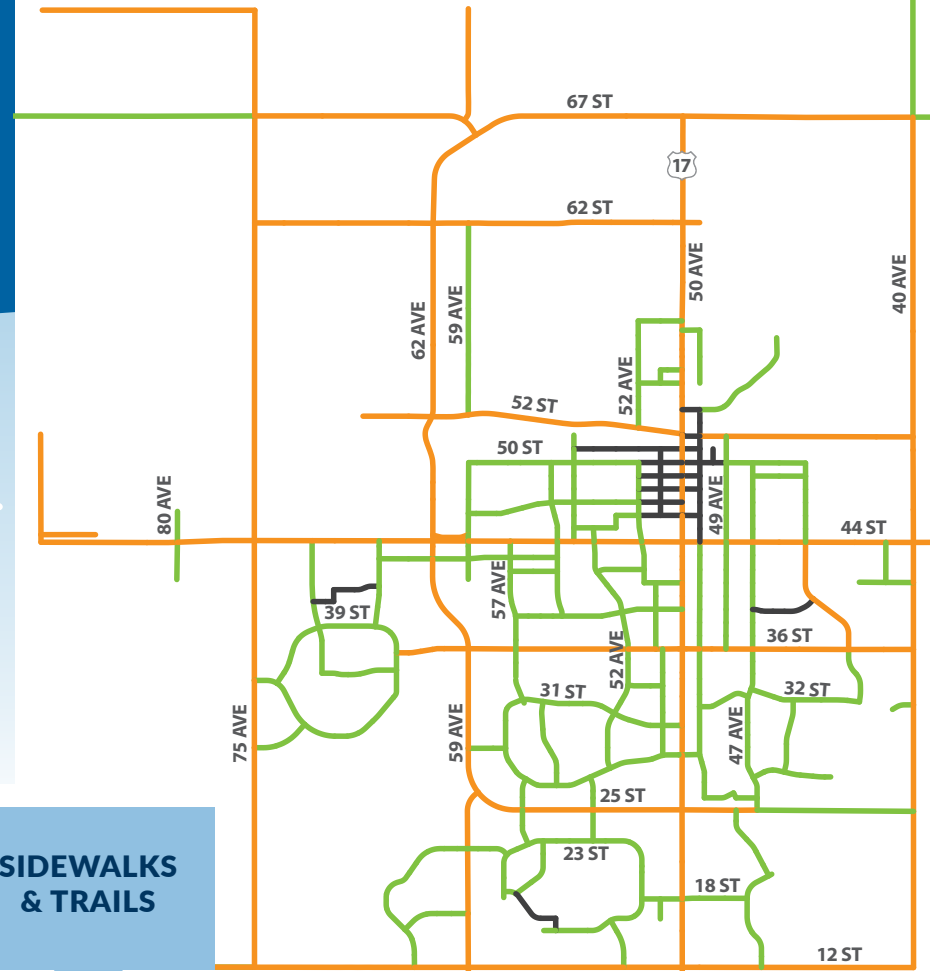 67 ST
17
62 ST
50 AVE
40 AVE
62 AVE
59 AVE
52 AVE
52 ST
50 ST
80 AVE
49 AVE
44 ST
57 AVE
39 ST
36 ST
52 AVE
31 ST
32 ST
75 AVE
59 AVE
47 AVE
25 ST
23 ST
18 ST
12 ST
SIDEWALKS
& TRAILS